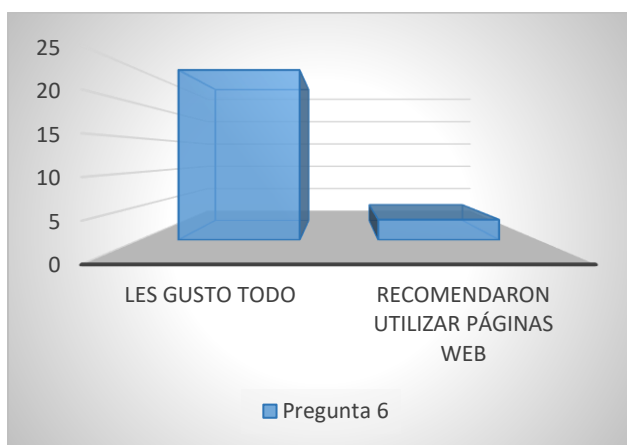 25
20
15
10
5
0
LES GUSTO TODO
RECOMENDARON
UTILIZAR PÁGINAS
WEB
Pregunta 6